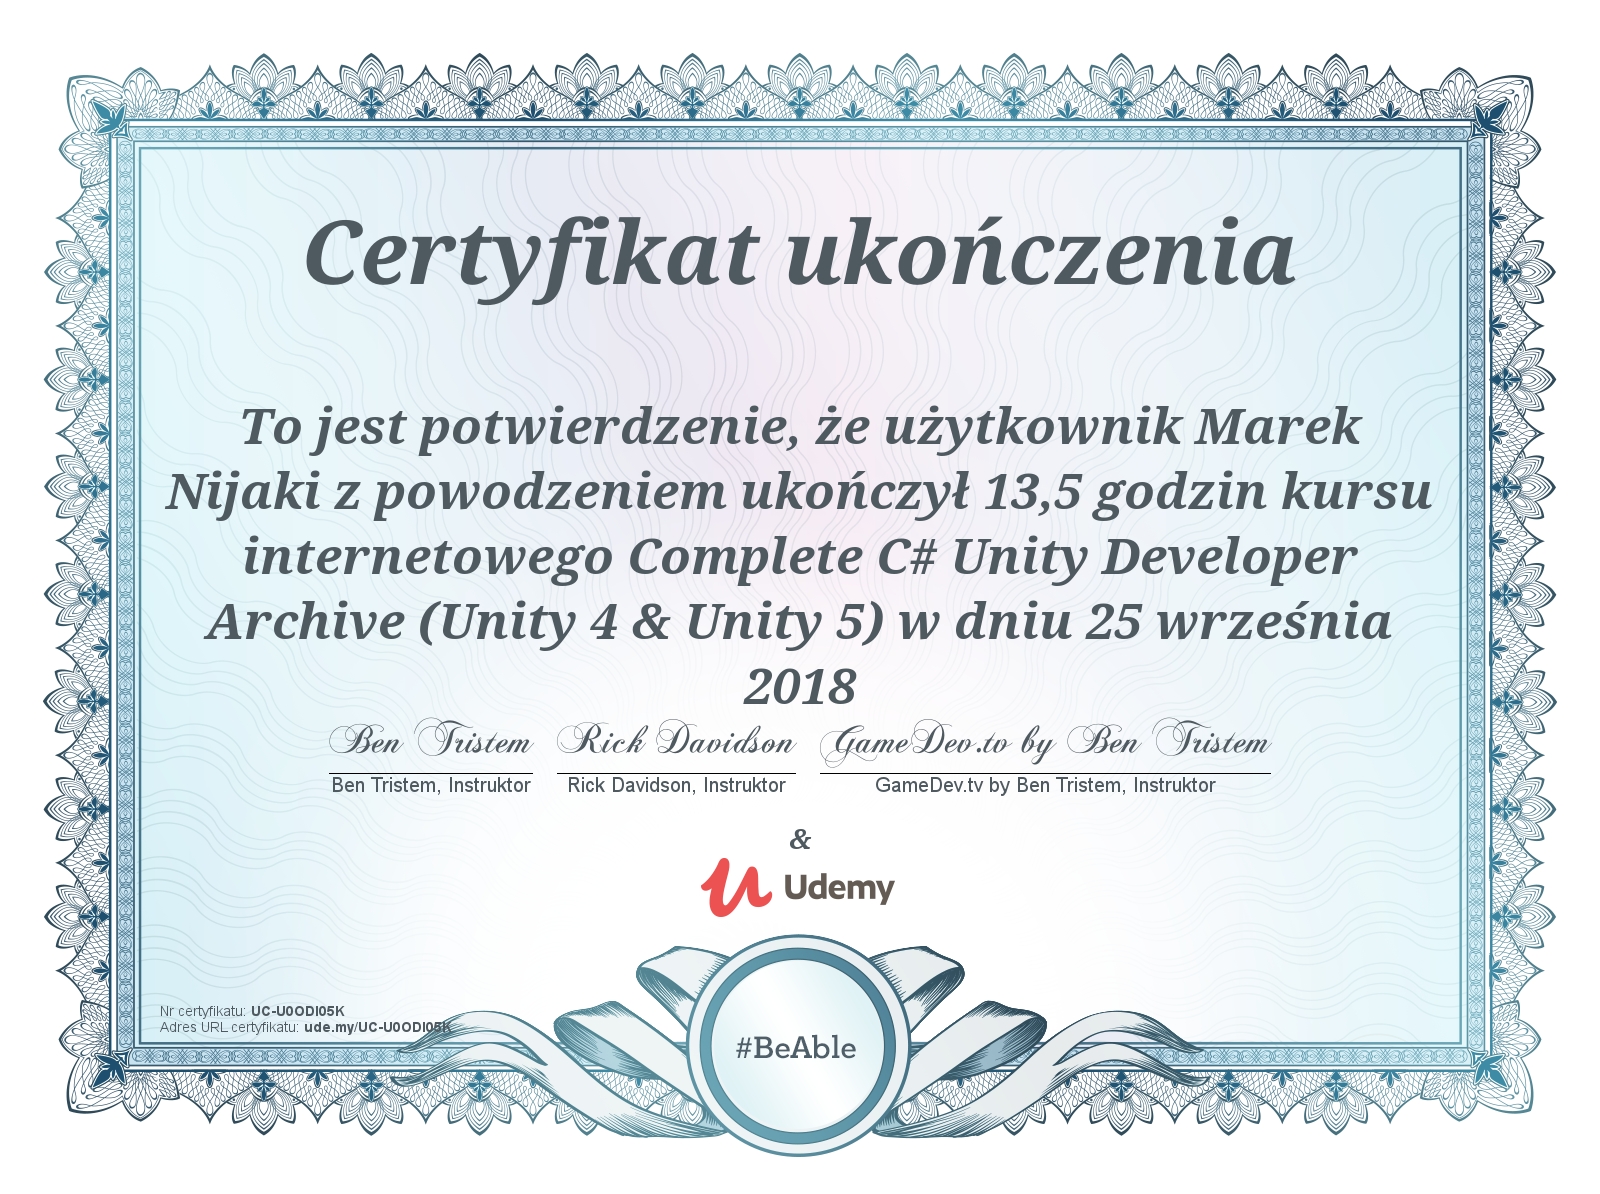 Certyfikat ukończenia
To jest potwierdzenie, że użytkownik Marek
Nijaki z powodzeniem ukończył 13,5 godzin kursu
internetowego Complete C# Unity Developer
Archive (Unity 4 & Unity 5) w dniu 25 września
2018
Ben Tristem Rick Davidson GameDev.tv by Ben Tristem
Ben Tristem, Instruktor Rick Davidson, Instruktor GameDev.tv by Ben Tristem, Instruktor
&
Udemy
Nr certyfikatu: UC-U0ODI05K
Adres URL certyfikatu: ude.my/UC-U0ODI05K
#BeAble